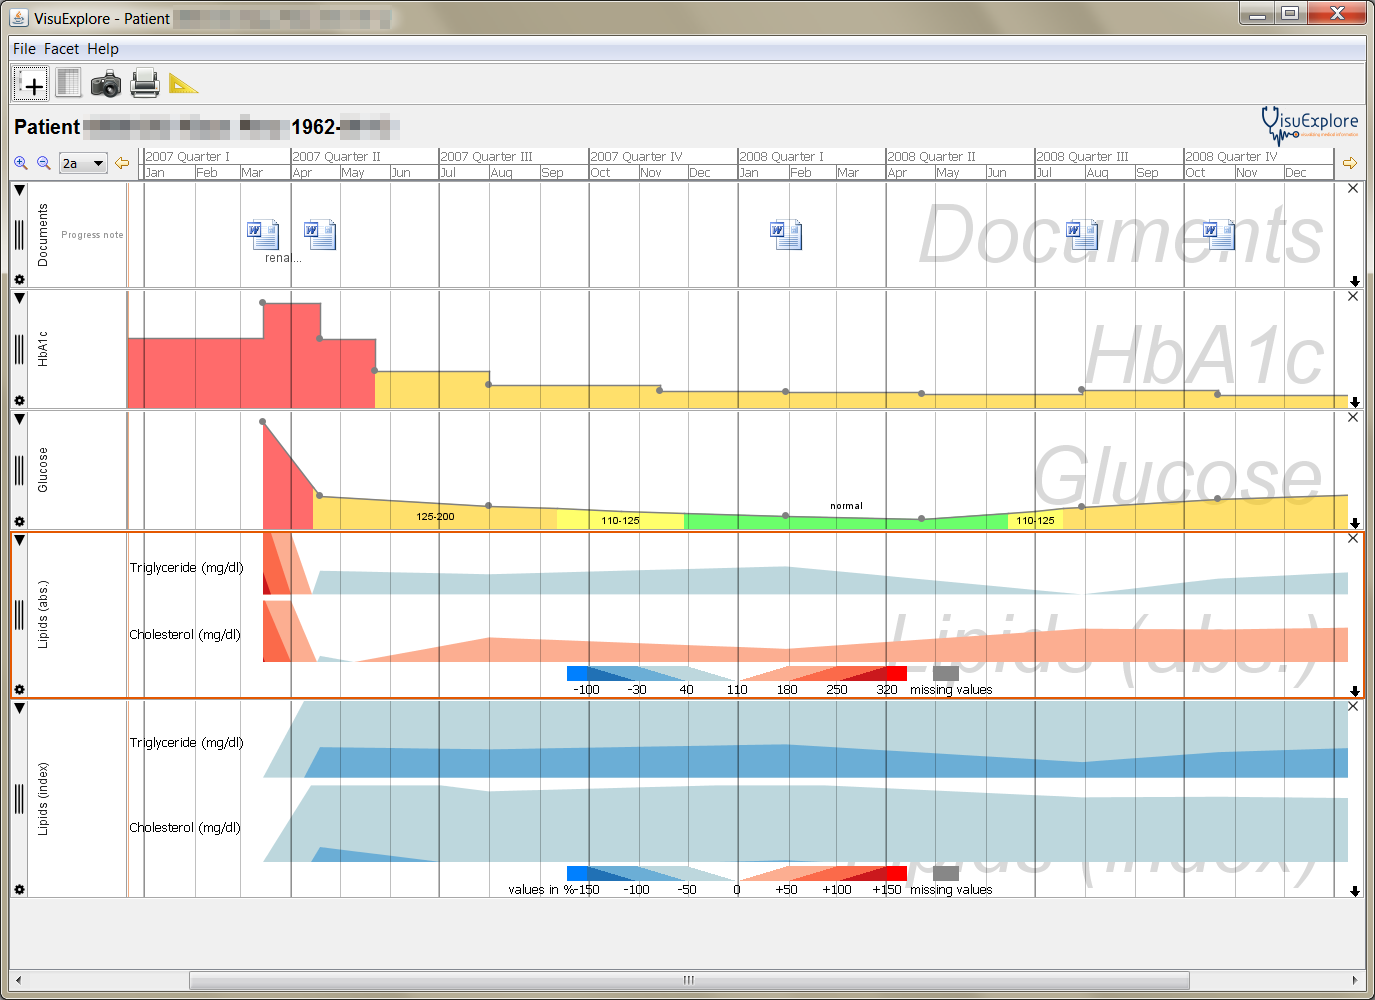 VisuExplore - Patient
File Facet Help
Patient 1962-
VisuExplore
2a
2007 Quarter I 2007 Quarter II 2007 Quarter III 2007 Quarter IV 2008 Quarter I 2008 Quarter II 2008 Quarter III 2008 Quarter IV
Jan Feb Mar Apr May Jun Jul Aug Sep Oct Nov Dec Jan Feb Mar Apr May Jun Jul Aug Sep Oct Nov Dec
Documents
Progress note
renal...
Documents
HbA1c
HbA1c
Glucose
125-200
110-125
normal
110-125
Glucose
Lipids (abs.)
Triglyceride (mg/dl)
Cholesterol (mg/dl)
Lipids (abs.)
-100 -30 40 110 180 250 320 missing values
Lipids (index)
Triglyceride (mg/dl)
Cholesterol (mg/dl)
Lipids (index)
values in %-150 -100 -50 0 +50 +100 +150 missing values